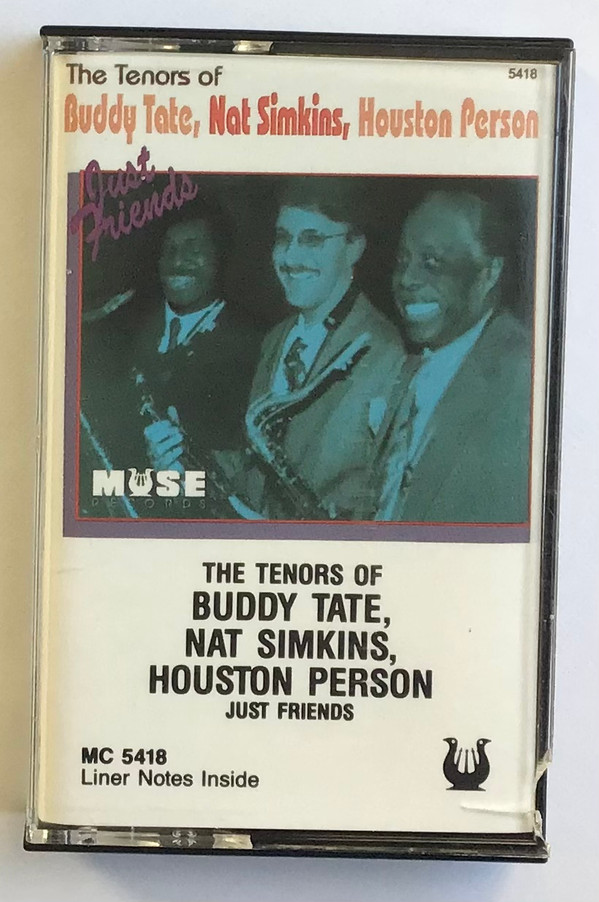 The Tenors of
5418
Buddy Tate, Nat Simkins, Houston Person
Just
Friends
MUSE
RECORDS
THE TENORS OF
BUDDY TATE,
NAT SIMKINS,
HOUSTON PERSON
JUST FRIENDS
MC 5418
Liner Notes Inside